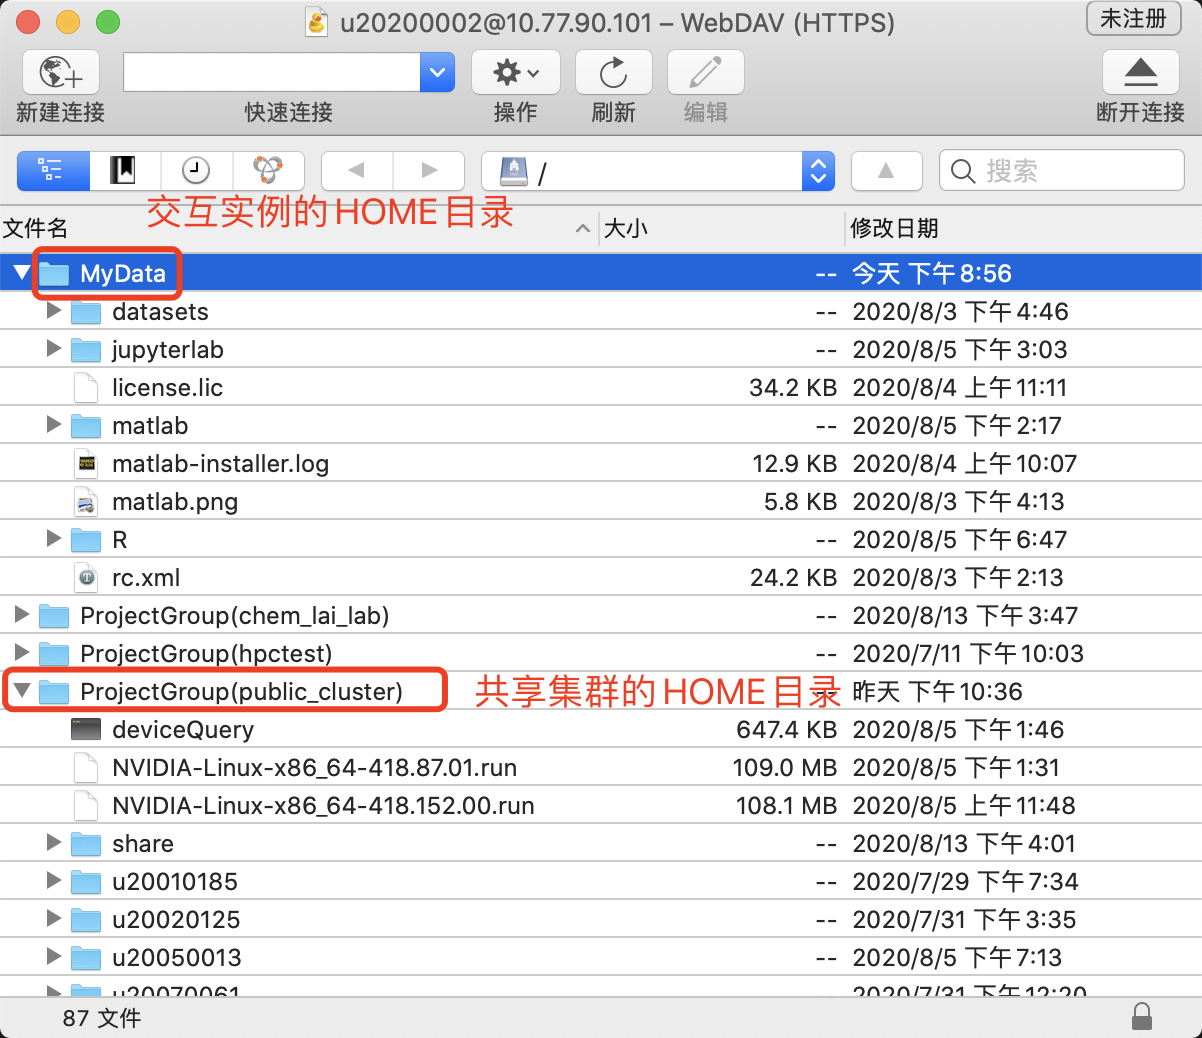 u20200002@10.77.90.101 – WebDAV (HTTPS)
未注册
新建连接
快速连接
操作
刷新
编辑
断开连接
/
搜索
交互实例的HOME目录
文件名
大小
修改日期
MyData -- 今天 下午8:56
datasets -- 2020/8/3 下午4:46
jupyterlab -- 2020/8/5 下午3:03
license.lic 34.2 KB 2020/8/4 上午11:11
matlab -- 2020/8/5 下午2:17
matlab-installer.log 12.9 KB 2020/8/4 上午10:07
matlab.png 5.8 KB 2020/8/3 下午4:13
R -- 2020/8/5 下午6:47
rc.xml 24.2 KB 2020/8/3 下午2:13
ProjectGroup(chem_lai_lab) -- 2020/8/13 下午3:47
ProjectGroup(hpctest) -- 2020/7/11 下午10:03
ProjectGroup(public_cluster) 共享集群的HOME目录 -- 昨天 下午10:36
deviceQuery 647.4 KB 2020/8/5 下午1:46
NVIDIA-Linux-x86_64-418.87.01.run 109.0 MB 2020/8/5 下午1:31
NVIDIA-Linux-x86_64-418.152.00.run 108.1 MB 2020/8/5 上午11:48
share -- 2020/8/13 下午4:01
u20010185 -- 2020/7/29 下午7:34
u20020125 -- 2020/7/31 下午3:35
u20050013 -- 2020/8/5 下午7:13
u20070061 2020/7/31 下午12:20
87 文件